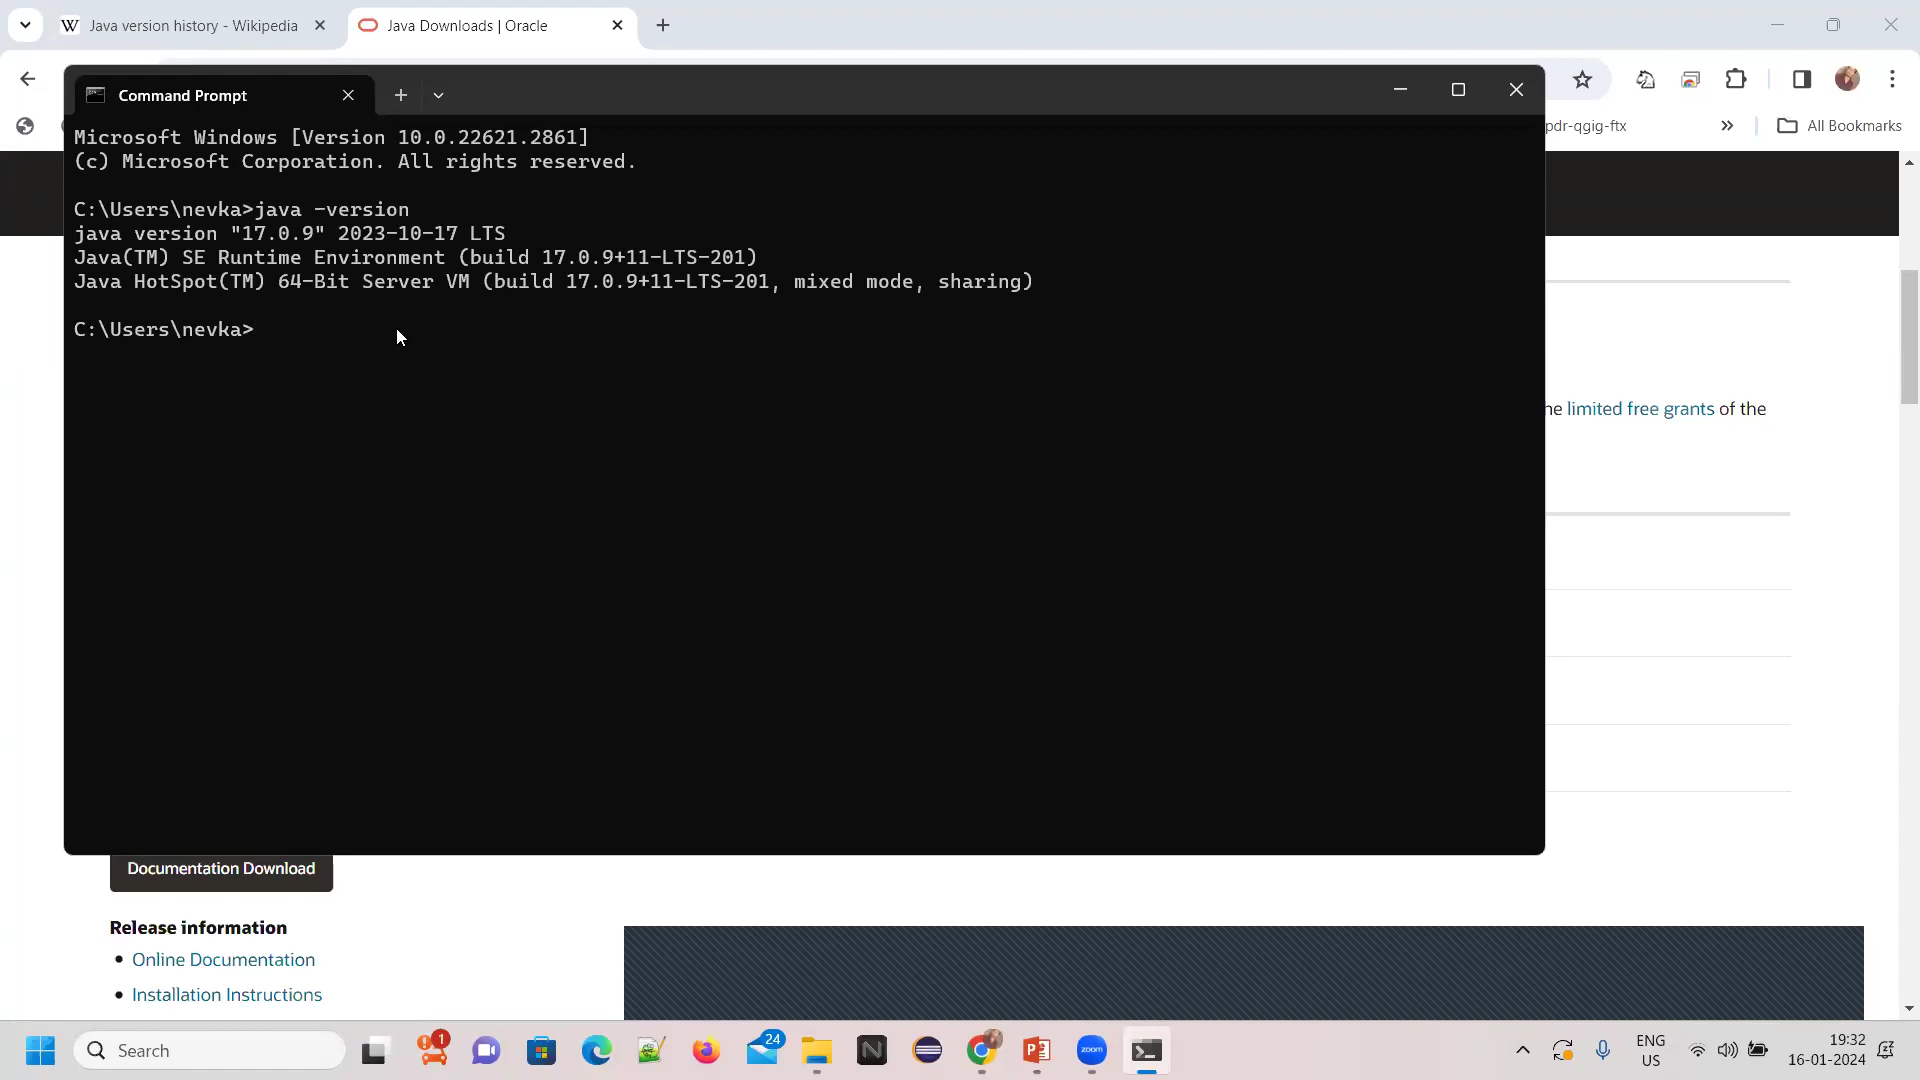 Java version history - Wikipedia
Java Downloads | Oracle
Command Prompt
pdr-qgig-ftx
All Bookmarks
Microsoft Windows [Version 10.0.22621.2861]
(c) Microsoft Corporation. All rights reserved.
C:\Users\nevka>java -version
java version "17.0.9" 2023-10-17 LTS
Java(TM) SE Runtime Environment (build 17.0.9+11-LTS-201)
Java HotSpot(TM) 64-Bit Server VM (build 17.0.9+11-LTS-201, mixed mode, sharing)
C:\Users\nevka>
he limited free grants of the
Documentation Download
Release information
Online Documentation
Installation Instructions
Search
1
24
zoom
ENG
US
19:32
16-01-2024